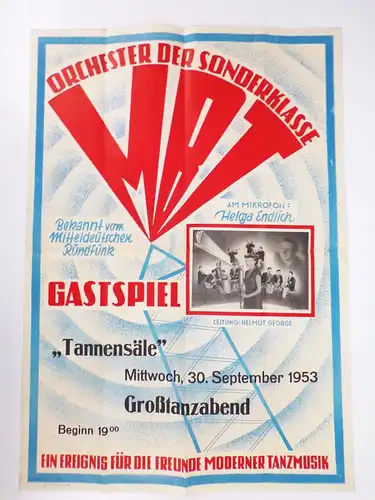 ORCHESTER DER SONDERKLASSE
MBT
AM MIKROFON:
Helga Endlich
Bekannt vom
Mitteldeutschen
Rundfunk
GASTSPIEL
LEITUNG: HELMUT GEORGE
„Tannensäle”
Mittwoch, 30. September 1953
Großtanzabend
Beginn 19⁰⁰
EIN EREIGNIS FÜR DIE FREUNDE MODERNER TANZMUSIK